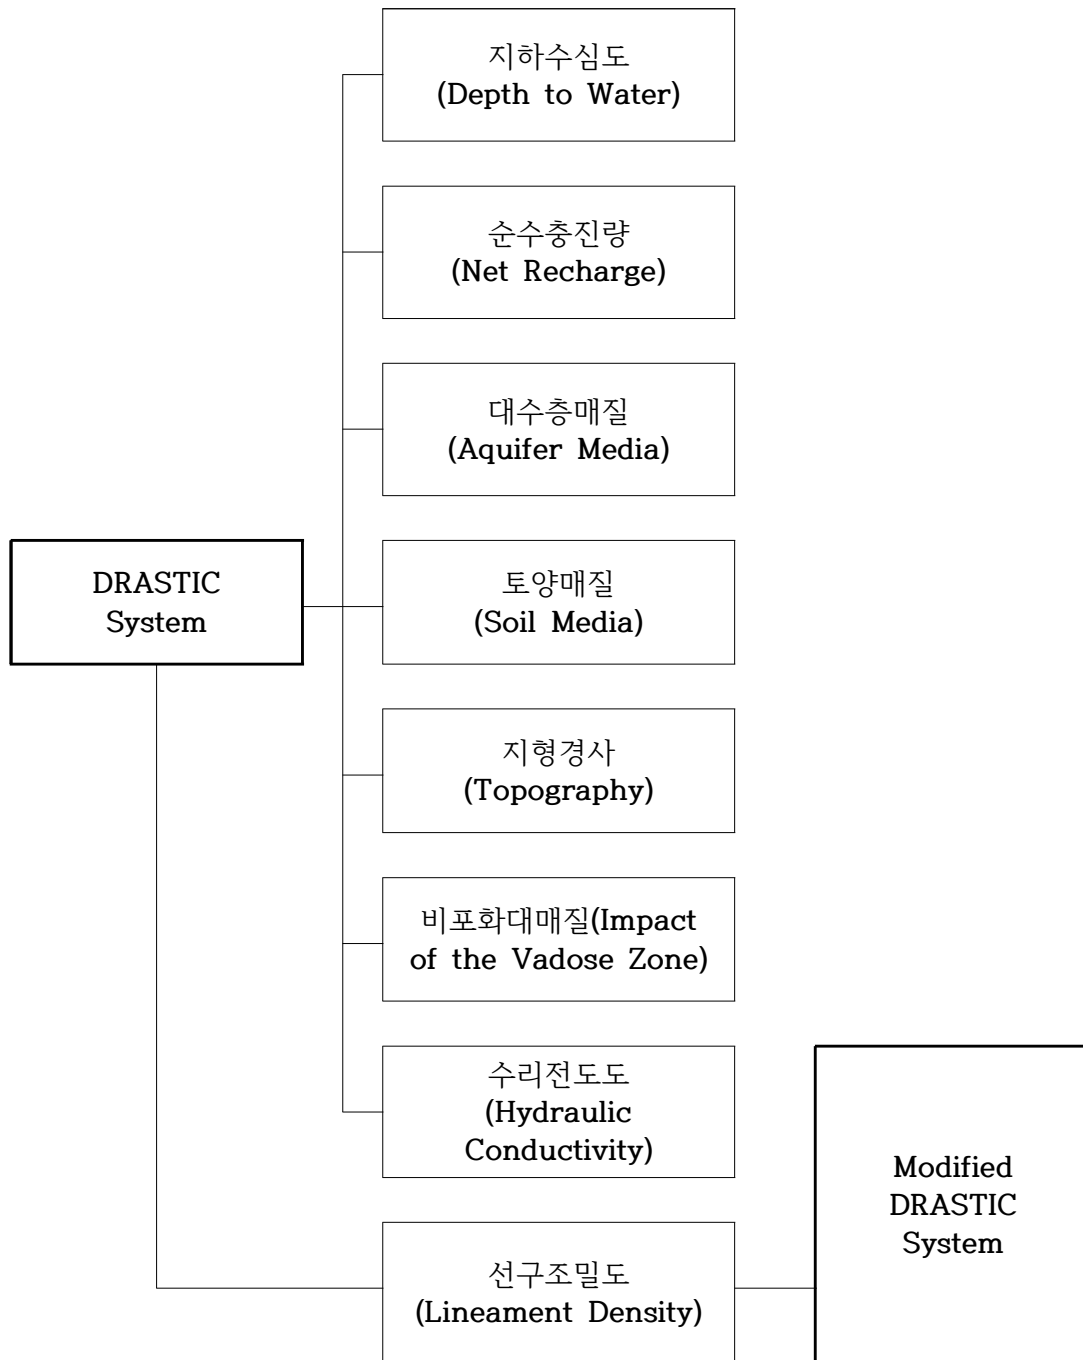 지하수심도
(Depth to Water)
순수충진량
(Net Recharge)
대수층매질
(Aquifer Media)
DRASTIC
System
토양매질
(Soil Media)
지형경사
(Topography)
비포화대매질(Impact
of the Vadose Zone)
수리전도도
(Hydraulic
Conductivity)
Modified
DRASTIC
System
선구조밀도
(Lineament Density)